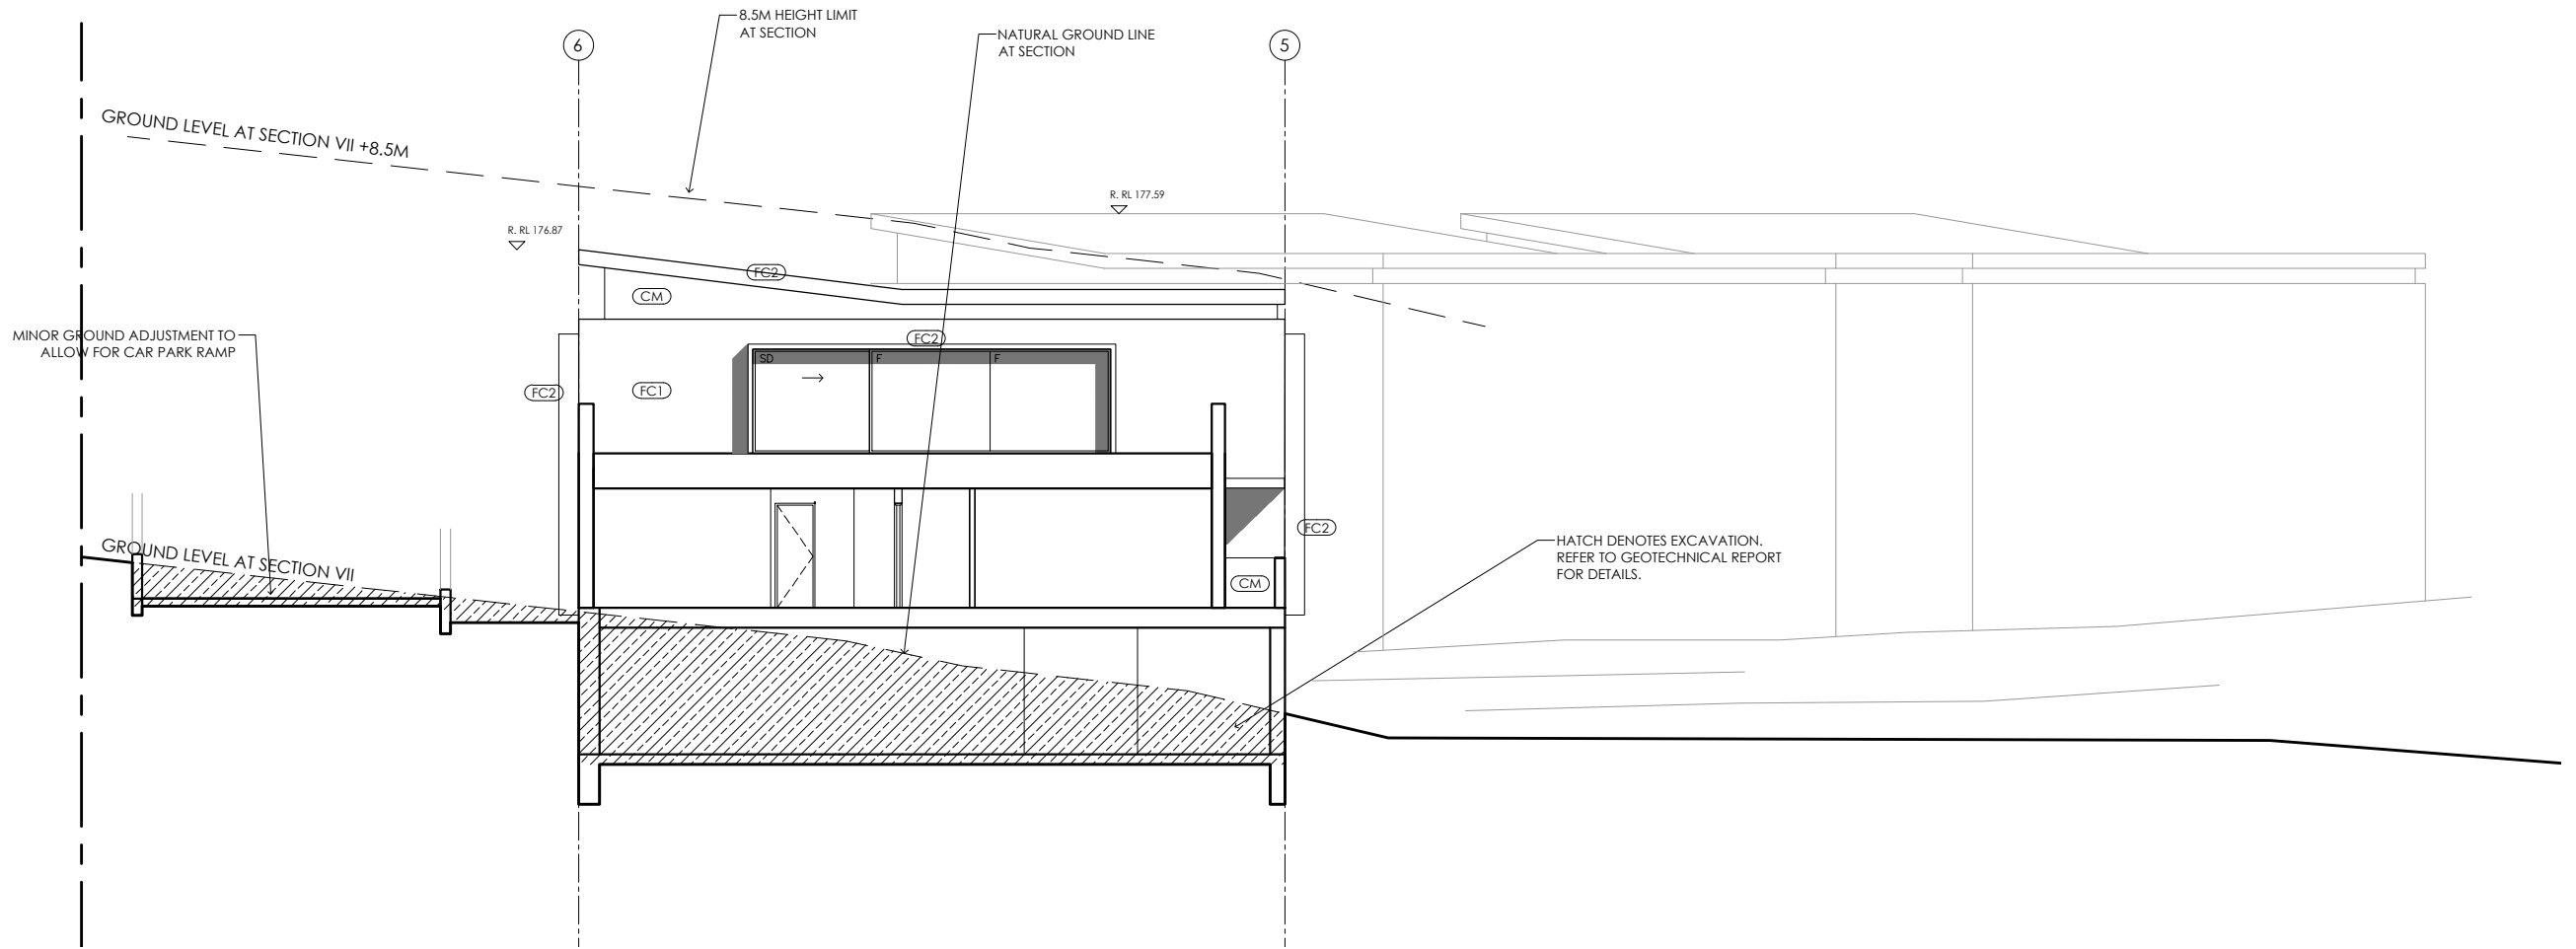 8.5M HEIGHT LIMIT
AT SECTION
NATURAL GROUND LINE
AT SECTION
6
5
GROUND LEVEL AT SECTION VII +8.5M
R. RL 177.59
R. RL 176.87
FC2
CM
MINOR GROUND ADJUSTMENT TO
ALLOW FOR CAR PARK RAMP
FC2
SD
F
F
FC2
FC1
FC2
HATCH DENOTES EXCAVATION.
REFER TO GEOTECHNICAL REPORT
FOR DETAILS.
GROUND LEVEL AT SECTION VII
CM